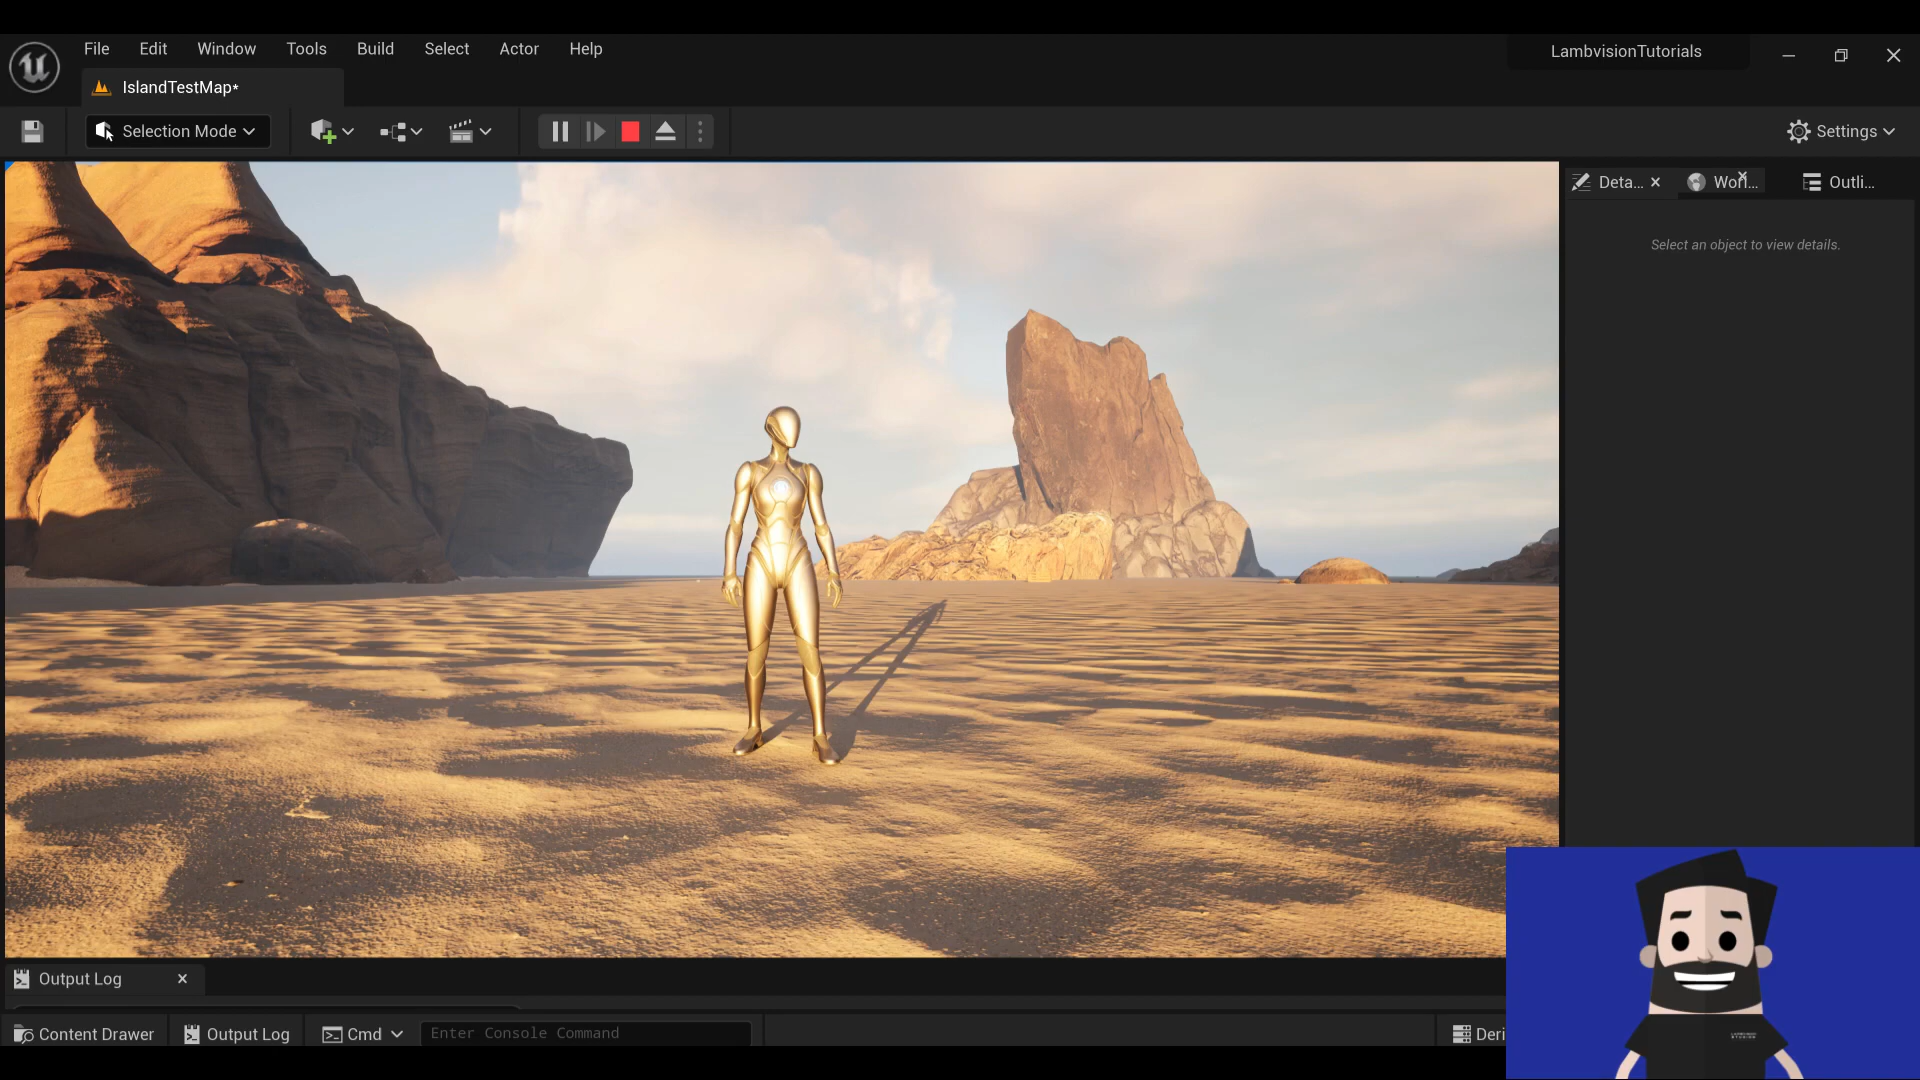 File Edit Window Tools Build Select Actor Help
LambvisionTutorials
IslandTestMap*
Selection Mode
Settings
Deta... Worl... Outli...
Select an object to view details.
Output Log
Content Drawer Output Log Cmd Enter Console Command Deri